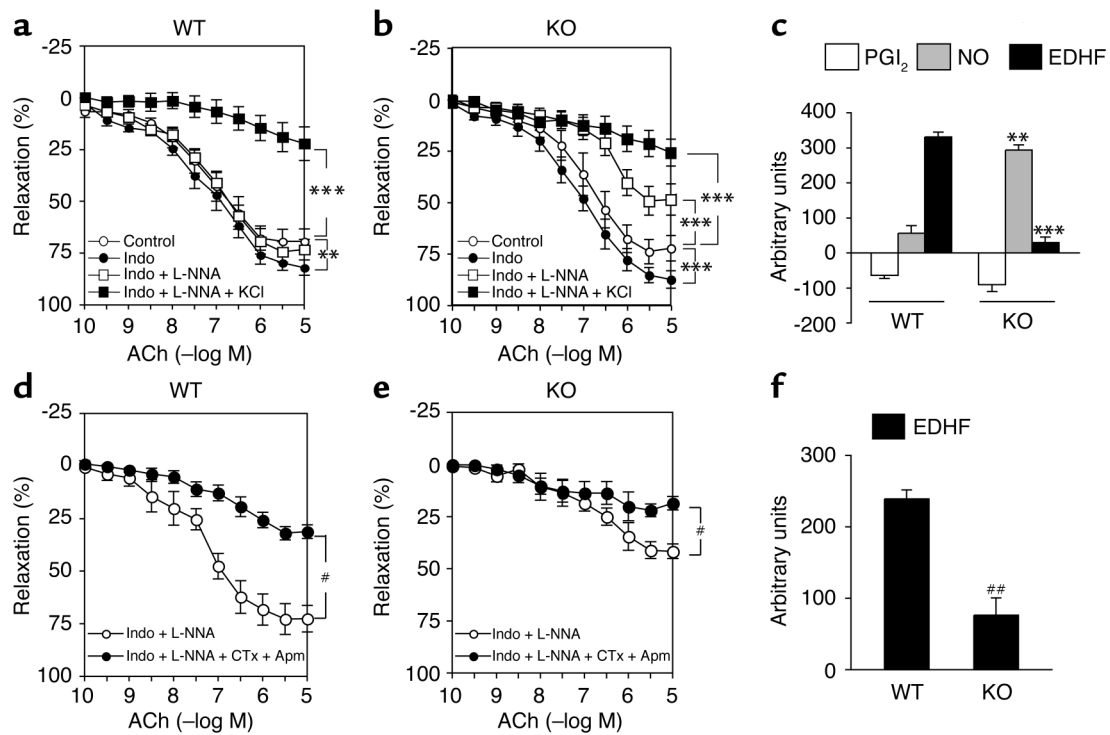 a
WT
-25
0
25
50
75
100
Relaxation (%)
***
**
Control
Indo
Indo + L-NNA
Indo + L-NNA + KCl
10 9 8 7 6 5
ACh (–log M)
b
KO
-25
0
25
50
75
100
Relaxation (%)
***
***
***
Control
Indo
Indo + L-NNA
Indo + L-NNA + KCl
10 9 8 7 6 5
ACh (–log M)
c
PGI2 NO EDHF
400
300
200
100
0
-100
-200
Arbitrary units
**
***
WT KO
d
WT
-25
0
25
50
75
100
Relaxation (%)
#
Indo + L-NNA
Indo + L-NNA + CTx + Apm
10 9 8 7 6 5
ACh (–log M)
e
KO
-25
0
25
50
75
100
Relaxation (%)
#
Indo + L-NNA
Indo + L-NNA + CTx + Apm
10 9 8 7 6 5
ACh (–log M)
f
EDHF
300
200
100
0
Arbitrary units
##
WT KO